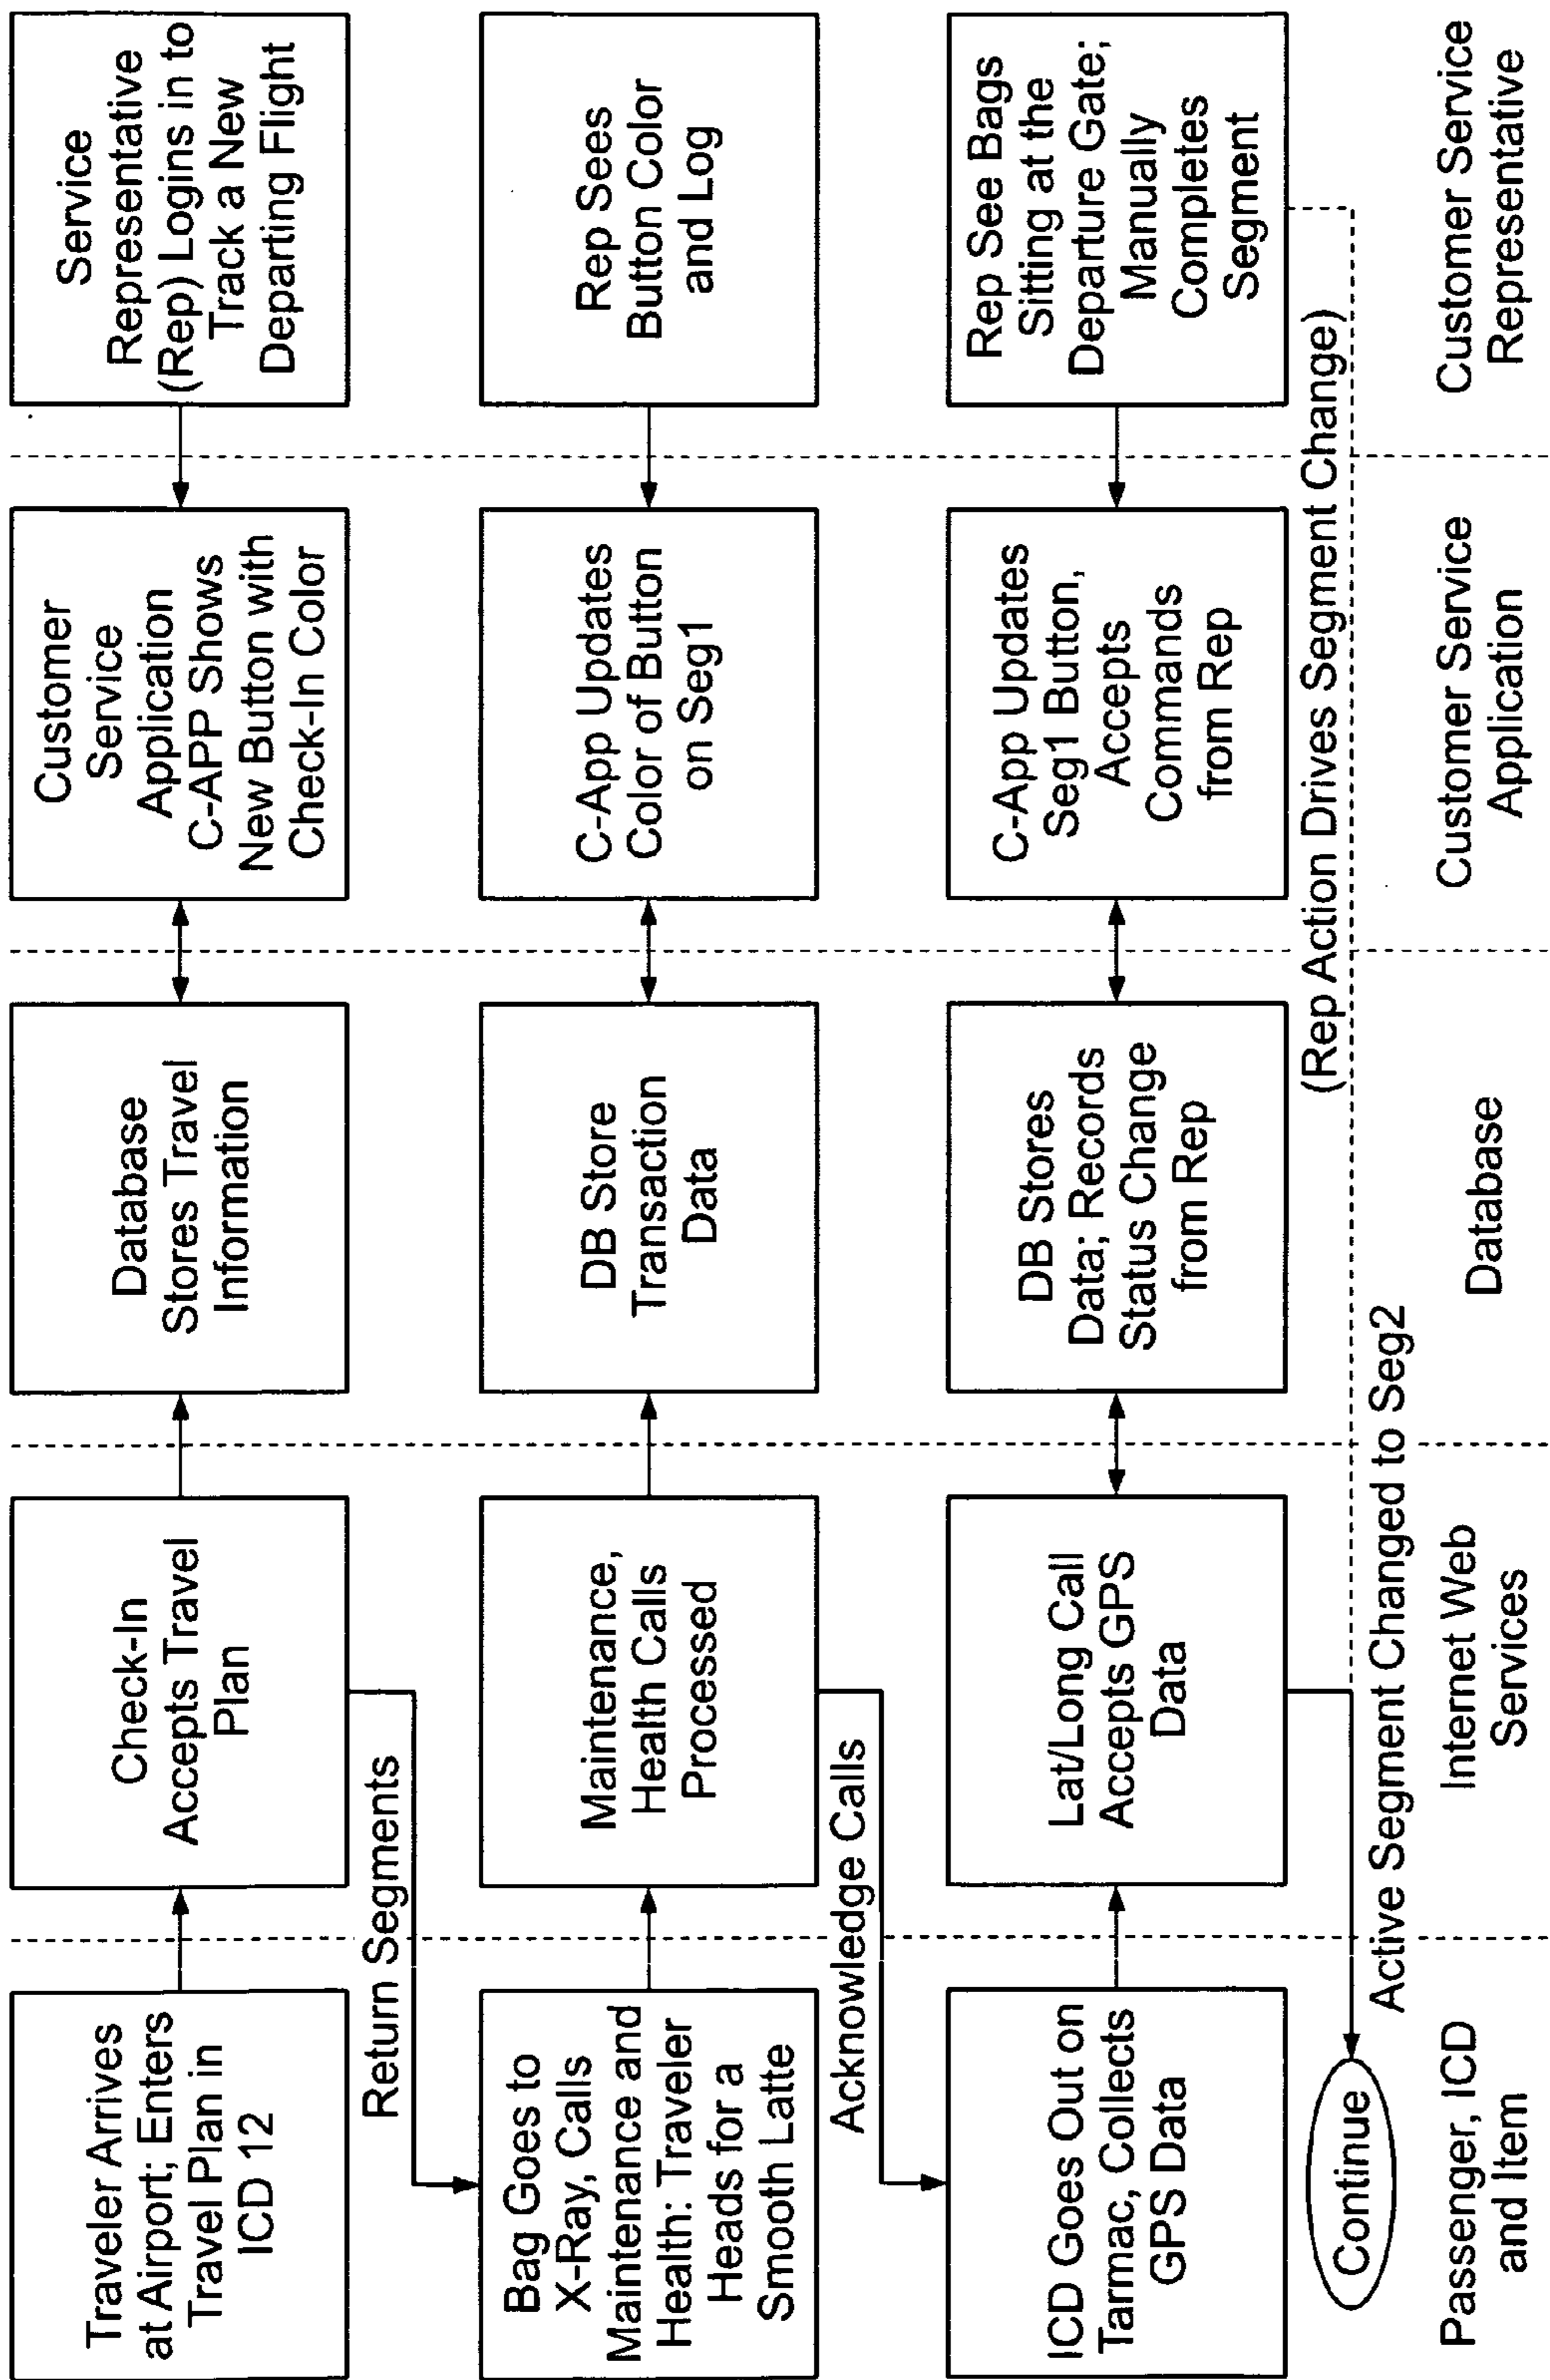 Traveler Arrives
at Airport; Enters
Travel Plan in
ICD 12
Check-In
Accepts Travel
Plan
Database
Stores Travel
Information
Customer
Service
Application
C-APP Shows
New Button with
Check-In Color
Service
Representative
(Rep) Logins in to
Track a New
Departing Flight
Return Segments
Bag Goes to
X-Ray, Calls
Maintenance and
Health: Traveler
Heads for a
Smooth Latte
Maintenance,
Health Calls
Processed
DB Store
Transaction
Data
C-App Updates
Color of Button
on Seg1
Rep Sees
Button Color
and Log
Acknowledge Calls
ICD Goes Out on
Tarmac, Collects
GPS Data
Lat/Long Call
Accepts GPS
Data
DB Stores
Data; Records
Status Change
from Rep
C-App Updates
Seg1 Button,
Accepts
Commands
from Rep
Rep See Bags
Sitting at the
Departure Gate;
Manually
Completes
Segment
(Rep Action Drives Segment Change)
Continue
Active Segment Changed to Seg2
Passenger, ICD
and Item
Internet Web
Services
Database
Customer Service
Application
Customer Service
Representative